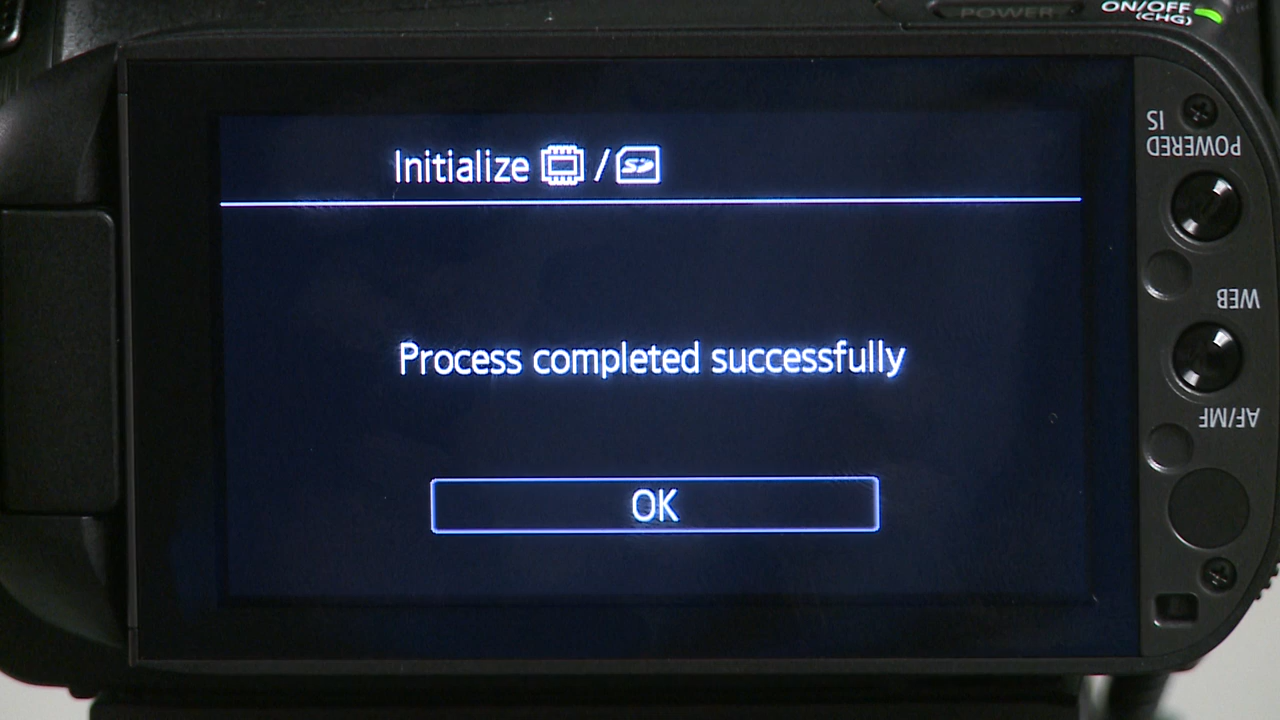 POWER
ON/OFF
(CHG)
Initialize /
Process completed successfully
OK
POWERED
IS
WEB
AF/MF